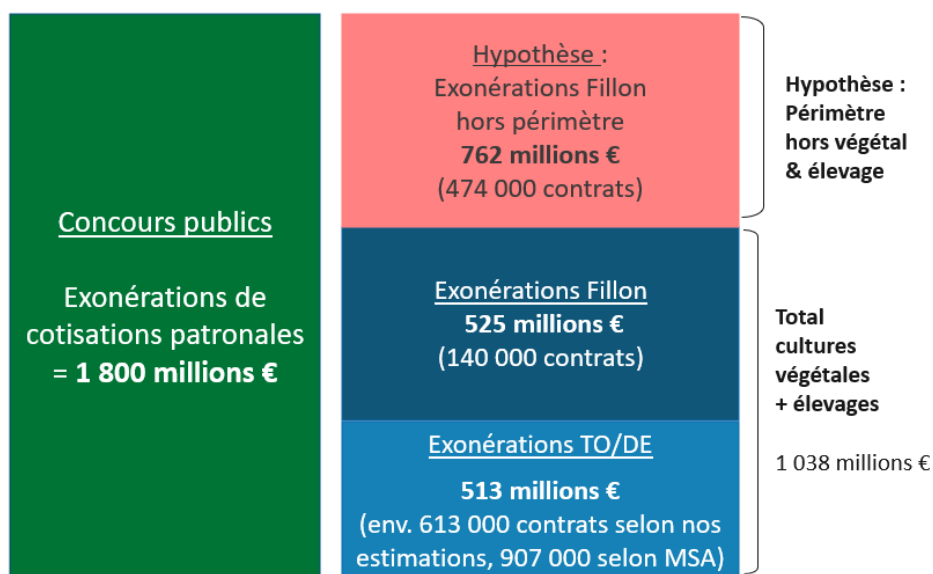 Concours publics
Exonérations de
cotisations patronales
= 1 800 millions €
Hypothèse :
Exonérations Fillon
hors périmètre
762 millions €
(474 000 contrats)
Exonérations Fillon
525 millions €
(140 000 contrats)
Exonérations TO/DE
513 millions €
(env. 613 000 contrats selon nos
estimations, 907 000 selon MSA)
Hypothèse :
Périmètre
hors végétal
& élevage
Total
cultures
végétales
+ élevages
1 038 millions €